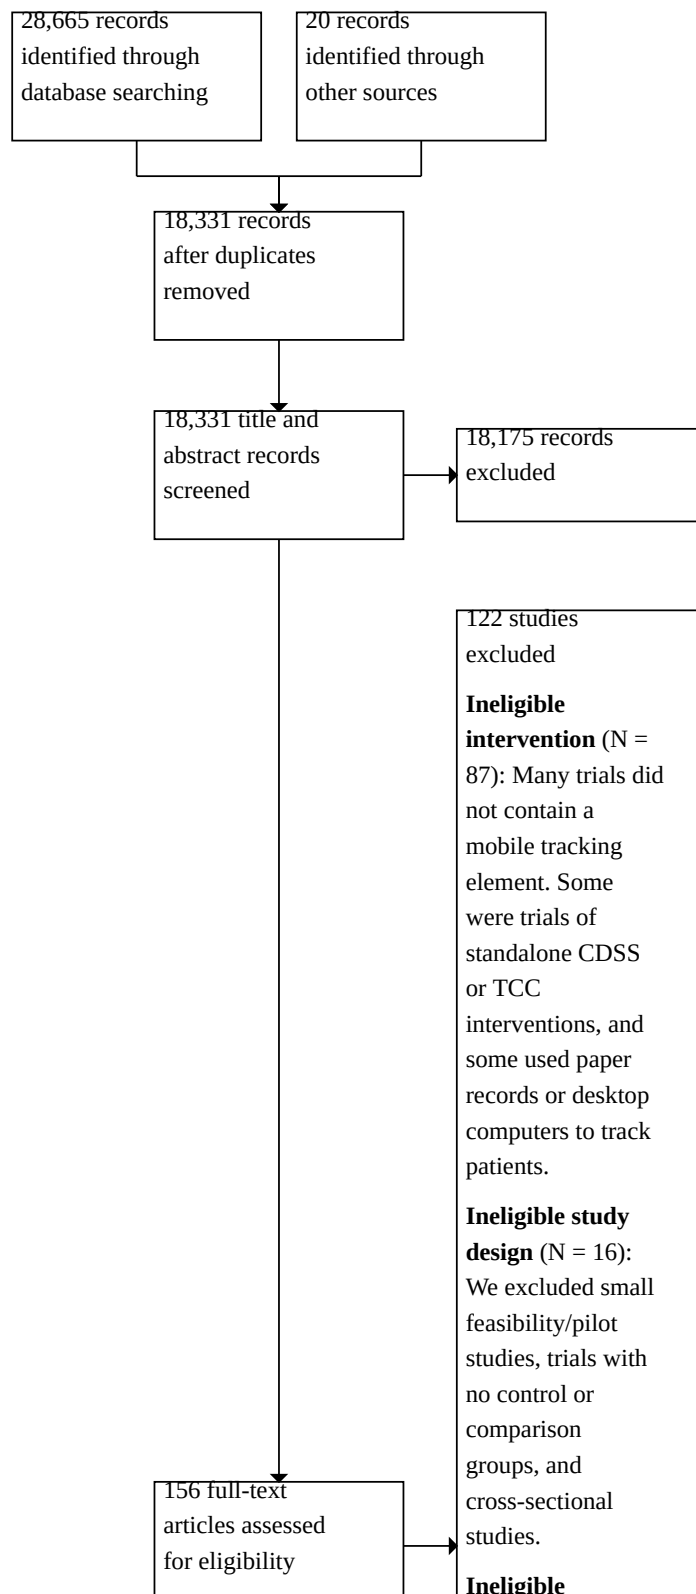 28,665 records
identified through
database searching
20 records
identified through
other sources
18,331 records
after duplicates
removed
18,331 title and
abstract records
screened
18,175 records
excluded
122 studies
excluded
Ineligible
intervention (N =
87): Many trials did
not contain a
mobile tracking
element. Some
were trials of
standalone CDSS
or TCC
interventions, and
some used paper
records or desktop
computers to track
patients.
Ineligible study
design (N = 16):
We excluded small
feasibility/pilot
studies, trials with
no control or
comparison
groups, and
cross-sectional
studies.
Ineligible
156 full-text
articles assessed
for eligibility